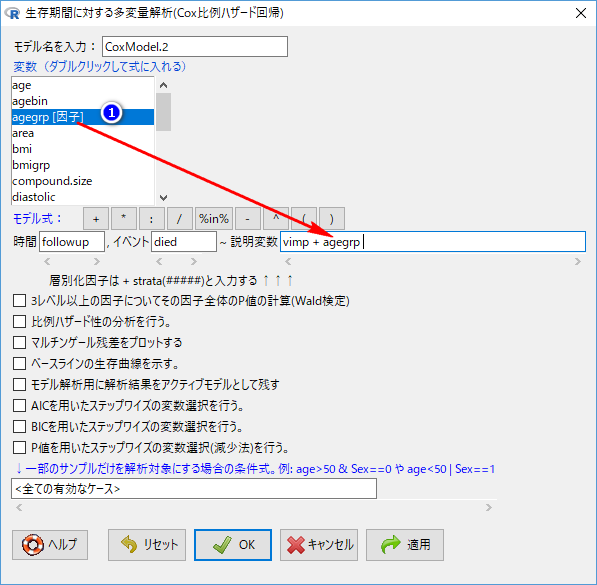 生存期間に対する多変量解析(Cox比例ハザード回帰)
モデル名を入力： CoxModel.2
変数（ダブルクリックして式に入れる）
age
agebin
agegrp [因子]
1
area
bmi
bmigrp
compound.size
diastolic
モデル式： + * : / %in% - ^ ( )
時間 followup , イベント died ~ 説明変数 vimp + agegrp
層別化因子は + strata(#####)と入力する ↑ ↑ ↑
3レベル以上の因子についてその因子全体のP値の計算(Wald検定)
比例ハザード性の分析を行う。
マルチンゲール残差をプロットする
ベースラインの生存曲線を示す。
モデル解析用に解析結果をアクティブモデルとして残す
AICを用いたステップワイズの変数選択を行う。
BICを用いたステップワイズの変数選択を行う。
P値を用いたステップワイズの変数選択(減少法)を行う。
↓一部のサンプルだけを解析対象にする場合の条件式。例: age>50 & Sex==0 や age<50 | Sex==1
<全ての有効なケース>
ヘルプ リセット OK キャンセル 適用